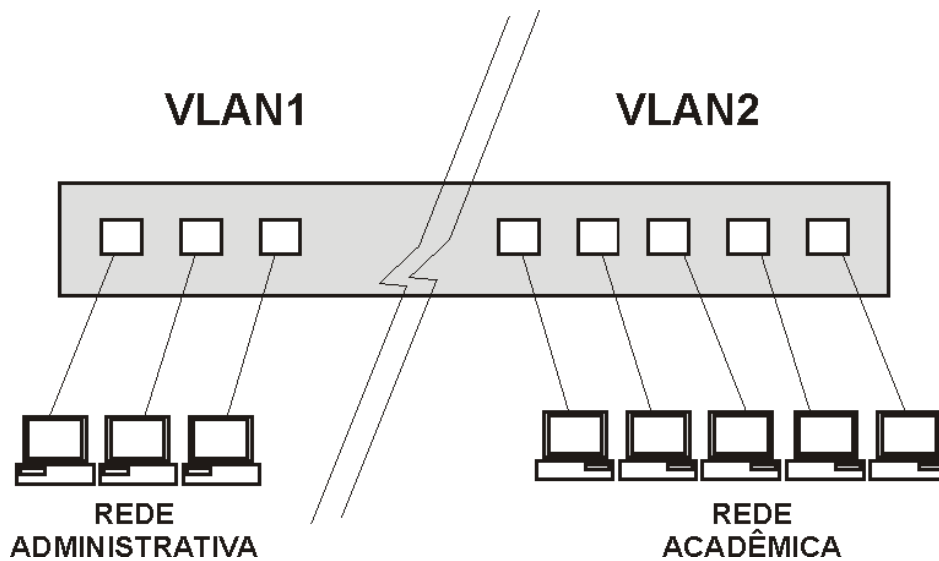 VLAN1
VLAN2
REDE
ADMINISTRATIVA
REDE
ACADÊMICA